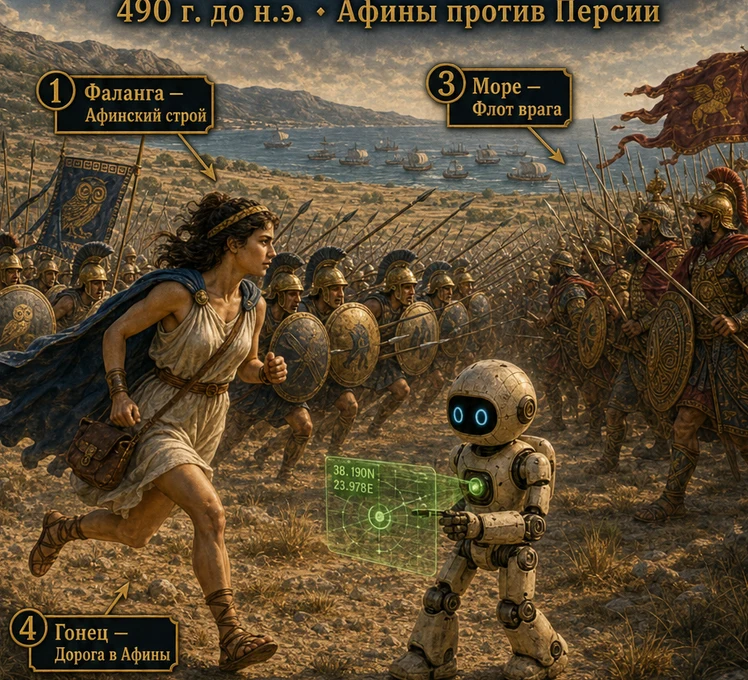 490 г. до н.э. • Афины против Персии
1
Фаланга —
Афинский строй
3
Море —
Флот врага
38.190N
23.978E
4
Гонец —
Дорога в Афины